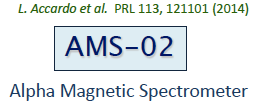 L. Accardo et al. PRL 113, 121101 (2014)
AMS-02
Alpha Magnetic Spectrometer